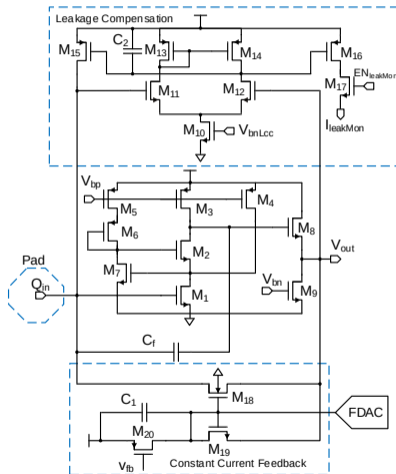 Leakage Compensation
M15
C2
M13
M14
M16
M11
M12
M17
ENleakMon
M10
VbnLcc
IleakMon
Vbp
M5
M3
M4
M6
M8
M2
Vout
Pad
M7
Vbn
Qin
M1
M9
Cf
C1
M18
FDAC
M20
M19
Vfb
Constant Current Feedback